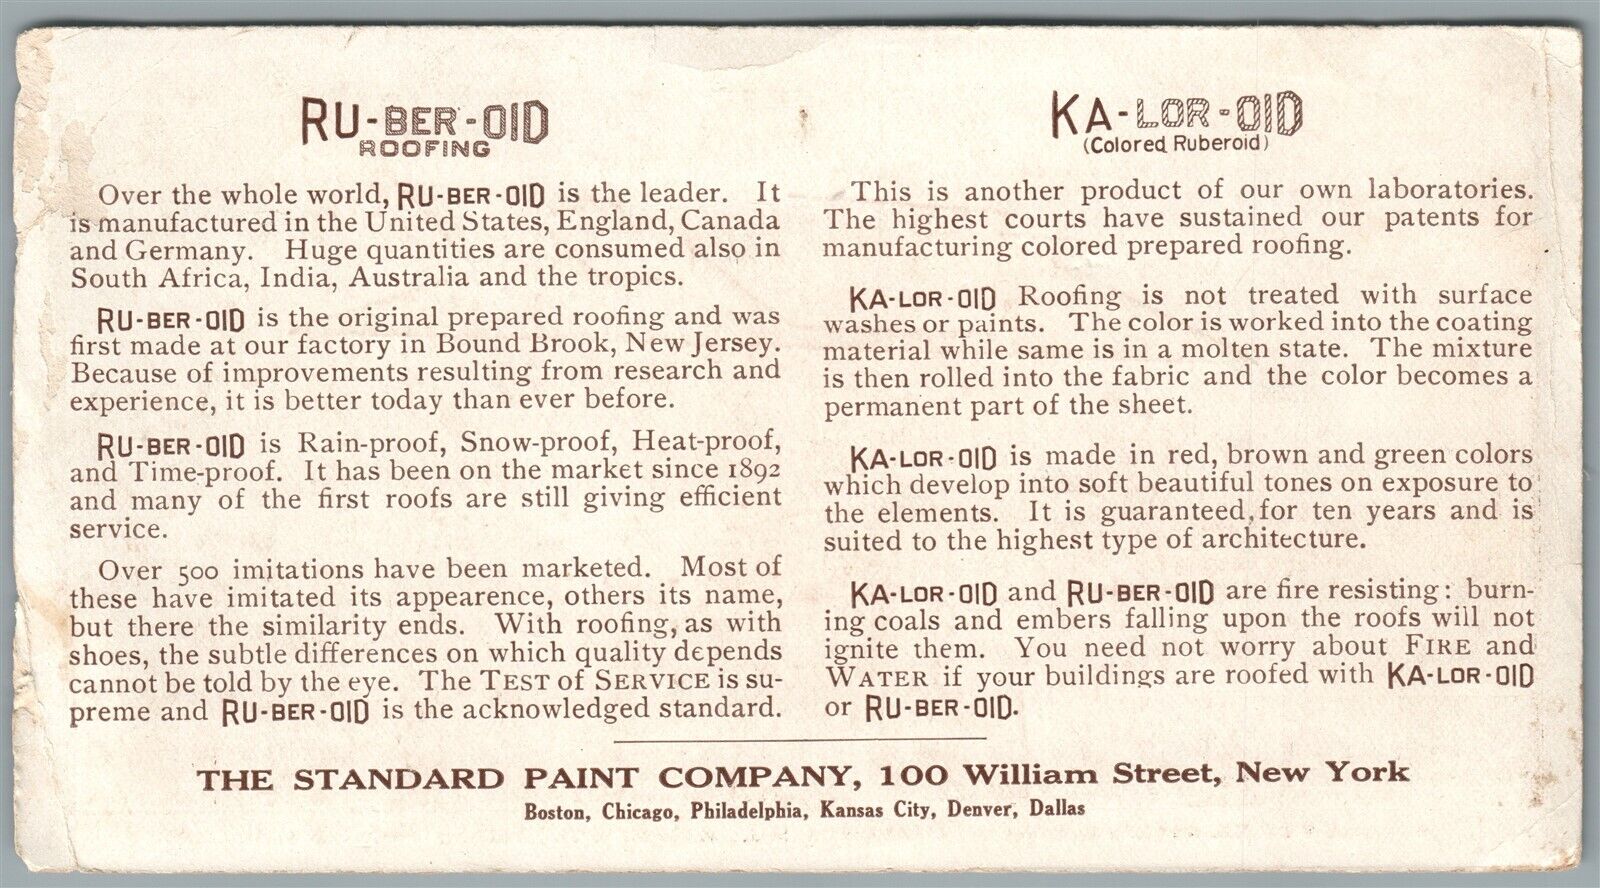 RU-BER-OID
ROOFING
Over the whole world, RU-BER-OID is the leader. It
is manufactured in the United States, England, Canada
and Germany. Huge quantities are consumed also in
South Africa, India, Australia and the tropics.
RU-BER-OID is the original prepared roofing and was
first made at our factory in Bound Brook, New Jersey.
Because of improvements resulting from research and
experience, it is better today than ever before.
RU-BER-OID is Rain-proof, Snow-proof, Heat-proof,
and Time-proof. It has been on the market since 1892
and many of the first roofs are still giving efficient
service.
Over 500 imitations have been marketed. Most of
these have imitated its appearence, others its name,
but there the similarity ends. With roofing, as with
shoes, the subtle differences on which quality depends
cannot be told by the eye. The TEST of SERVICE is su-
preme and RU-BER-OID is the acknowledged standard.
KA-LOR-OID
(Colored Ruberoid)
This is another product of our own laboratories.
The highest courts have sustained our patents for
manufacturing colored prepared roofing.
KA-LOR-OID Roofing is not treated with surface
washes or paints. The color is worked into the coating
material while same is in a molten state. The mixture
is then rolled into the fabric and the color becomes a
permanent part of the sheet.
KA-LOR-OID is made in red, brown and green colors
which develop into soft beautiful tones on exposure to
the elements. It is guaranteed for ten years and is
suited to the highest type of architecture.
KA-LOR-OID and RU-BER-OID are fire resisting: burn-
ing coals and embers falling upon the roofs will not
ignite them. You need not worry about FIRE and
WATER if your buildings are roofed with KA-LOR-OID
or RU-BER-OID.
THE STANDARD PAINT COMPANY, 100 William Street, New York
Boston, Chicago, Philadelphia, Kansas City, Denver, Dallas